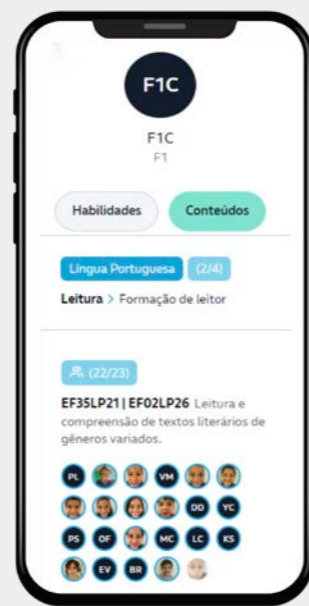 F1C
F1C
F1
Habilidades Conteúdos
Língua Portuguesa (2/4)
Leitura > Formação de leitor
(22/23)
EF35LP21 | EF02LP26 Leitura e
compreensão de textos literários de
gêneros variados.
PL VM
DD YC
PS OF MC LC KS
EV BR